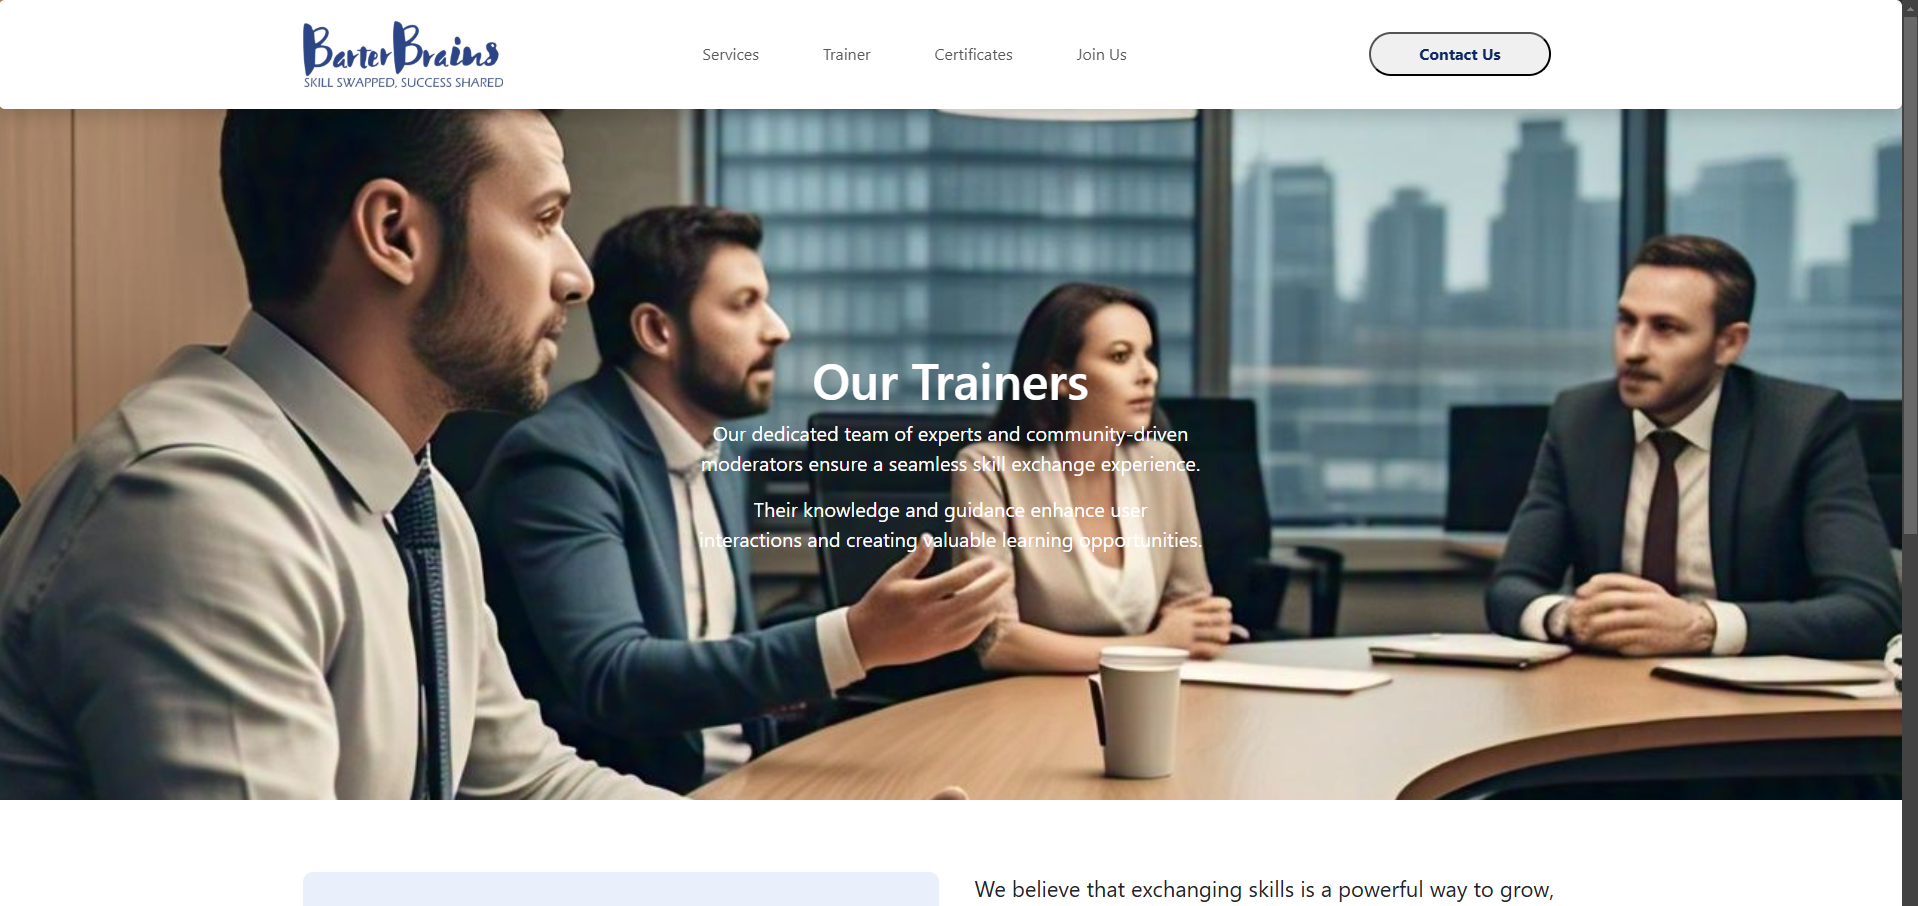 BarterBrains
SKILL SWAPPED, SUCCESS SHARED
Services
Trainer
Certificates
Join Us
Contact Us
Our Trainers
Our dedicated team of experts and community-driven
moderators ensure a seamless skill exchange experience.
Their knowledge and guidance enhance user
interactions and creating valuable learning opportunities.
We believe that exchanging skills is a powerful way to grow,